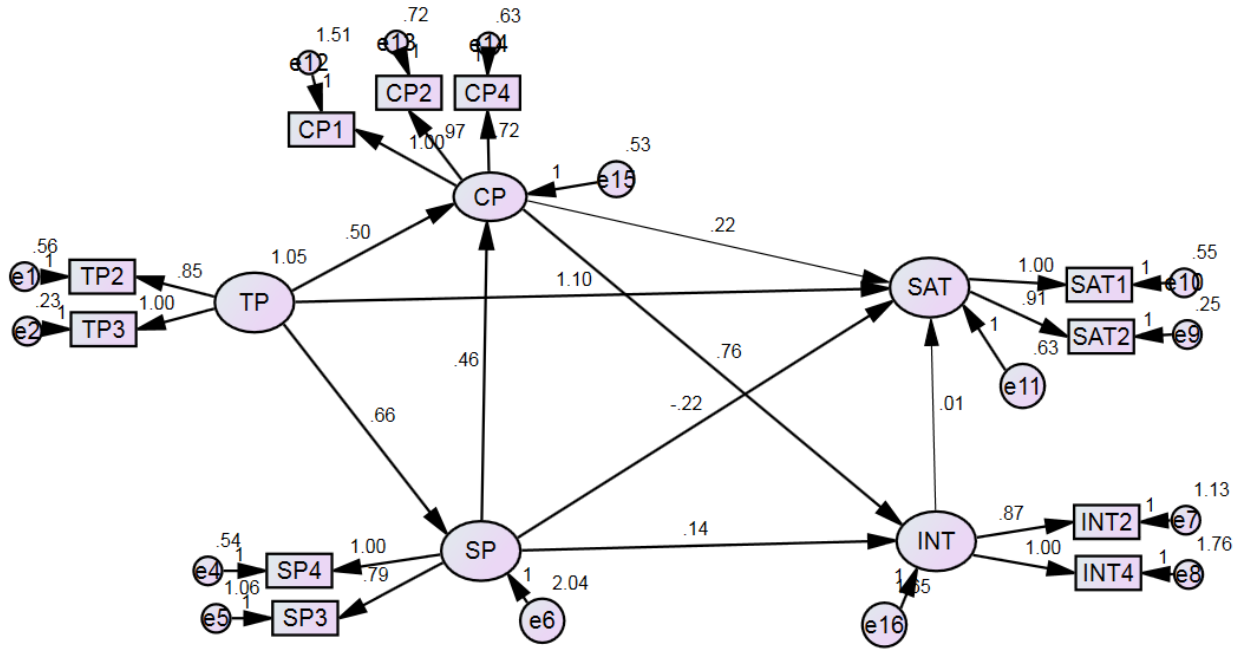 1.51
.72
.63
e12
e13
e14
1
1
1
CP1
CP2
CP4
1.00
.97
.72
CP
1
e15
.53
.50
.22
1.05
TP
.56
e1
1
TP2
.85
.23
e2
1
TP3
1.00
1.10
SAT
1.00
SAT1
1
e10
.55
.91
SAT2
1
e9
.25
1
.63
e11
.46
.76
-.22
.01
.66
.54
e4
1
SP4
1.00
1.06
e5
1
SP3
.79
SP
1
e6
2.04
.14
INT
.87
INT2
1
e7
1.13
1.00
INT4
1
e8
1.76
e16